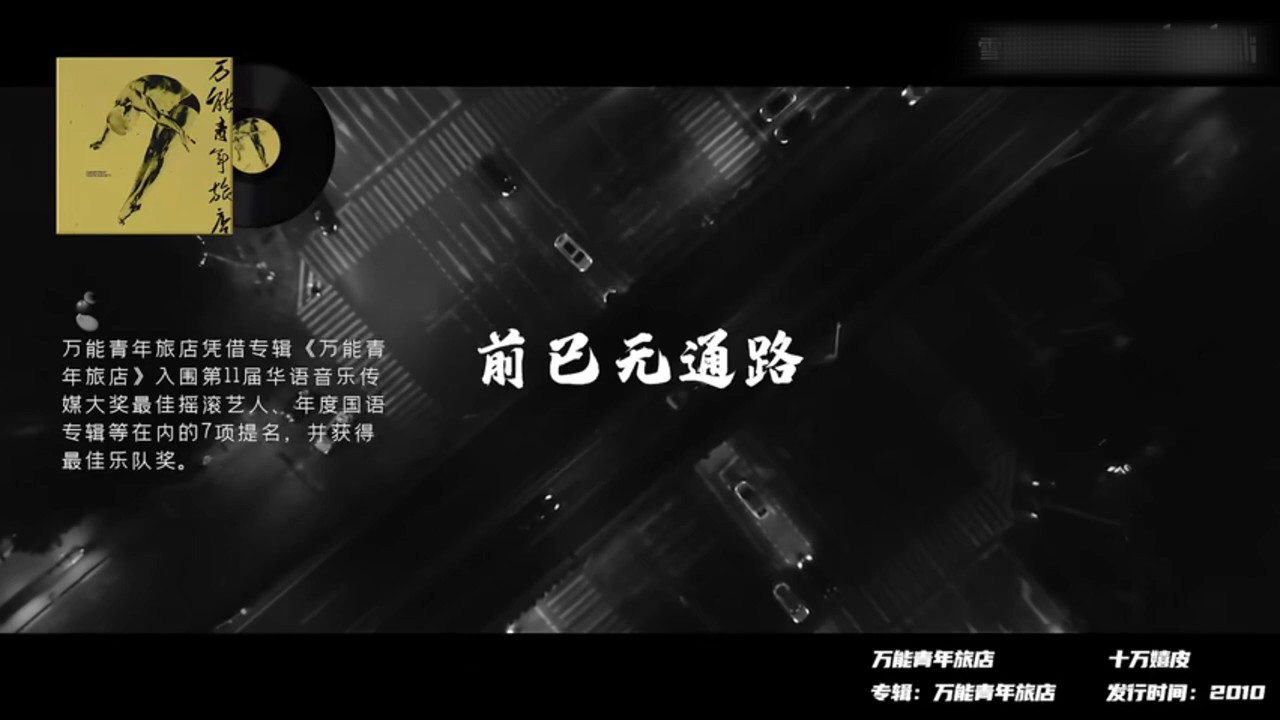 万能青年旅店
万能青年旅店凭借专辑《万能青
年旅店》入围第11届华语音乐传
媒大奖最佳摇滚艺人、年度国语
专辑等在内的7项提名，并获得
最佳乐队奖。
前已无通路
万能青年旅店
十万嬉皮
专辑：万能青年旅店
发行时间：2010